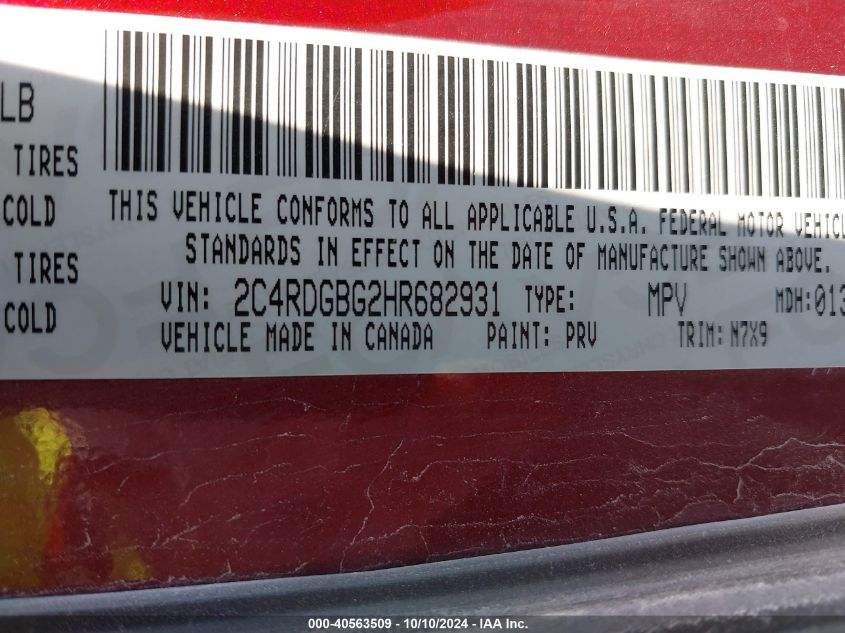 LB
TIRES
COLD
TIRES
COLD
THIS VEHICLE CONFORMS TO ALL APPLICABLE U.S.A. FEDERAL MOTOR VEHICL
STANDARDS IN EFFECT ON THE DATE OF MANUFACTURE SHOWN ABOVE.
VIN: 2C4RDGBG2HR682931 TYPE: MPV MDH:013
VEHICLE MADE IN CANADA PAINT: PRV TRIM: N7X9
000-40563509 - 10/10/2024 - IAA Inc.